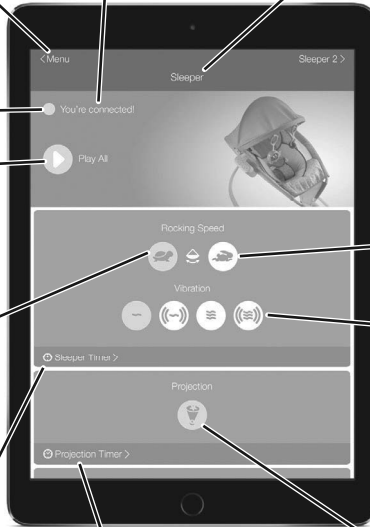 < Menu
Sleeper 2 >
Sleeper
You're connected!
Play All
Rocking Speed
Vibration
Sleeper Timer >
Projection
Projection Timer >